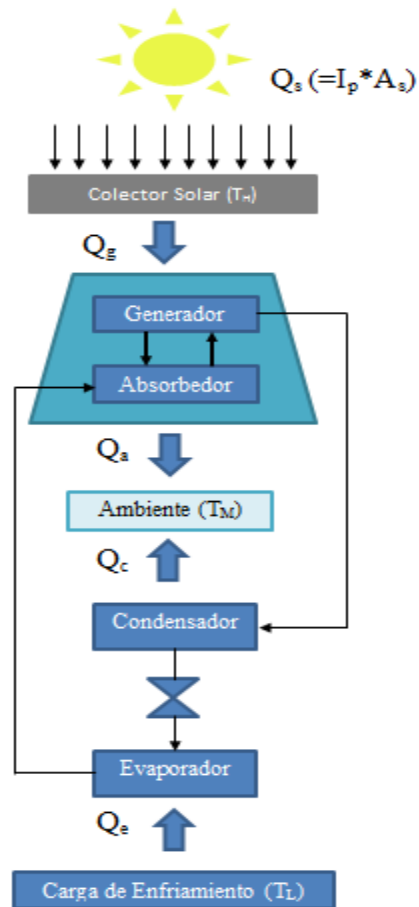 Qs (=Ip*As)
Colector Solar (TH)
Qg
Generador
Absorbedor
Qa
Ambiente (TM)
Qc
Condensador
Evaporador
Qe
Carga de Enfriamiento (TL)